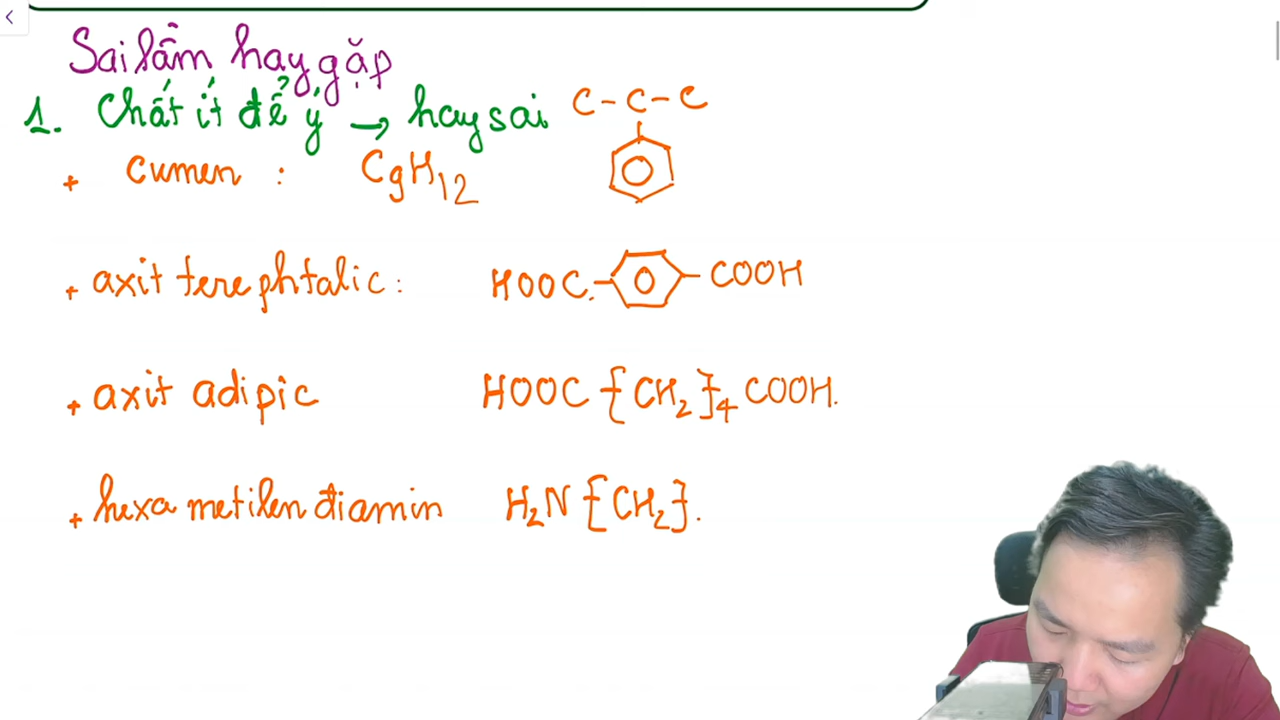 Sai lầm hay gặp
1. Chất ít để ý → hay sai
C-C-C
+ cumen : C9H12
+ axit terephtalic: HOOC- -COOH
+ axit adipic HOOC{CH2}4COOH.
+ hexa metilen điamin H2N{CH2}.